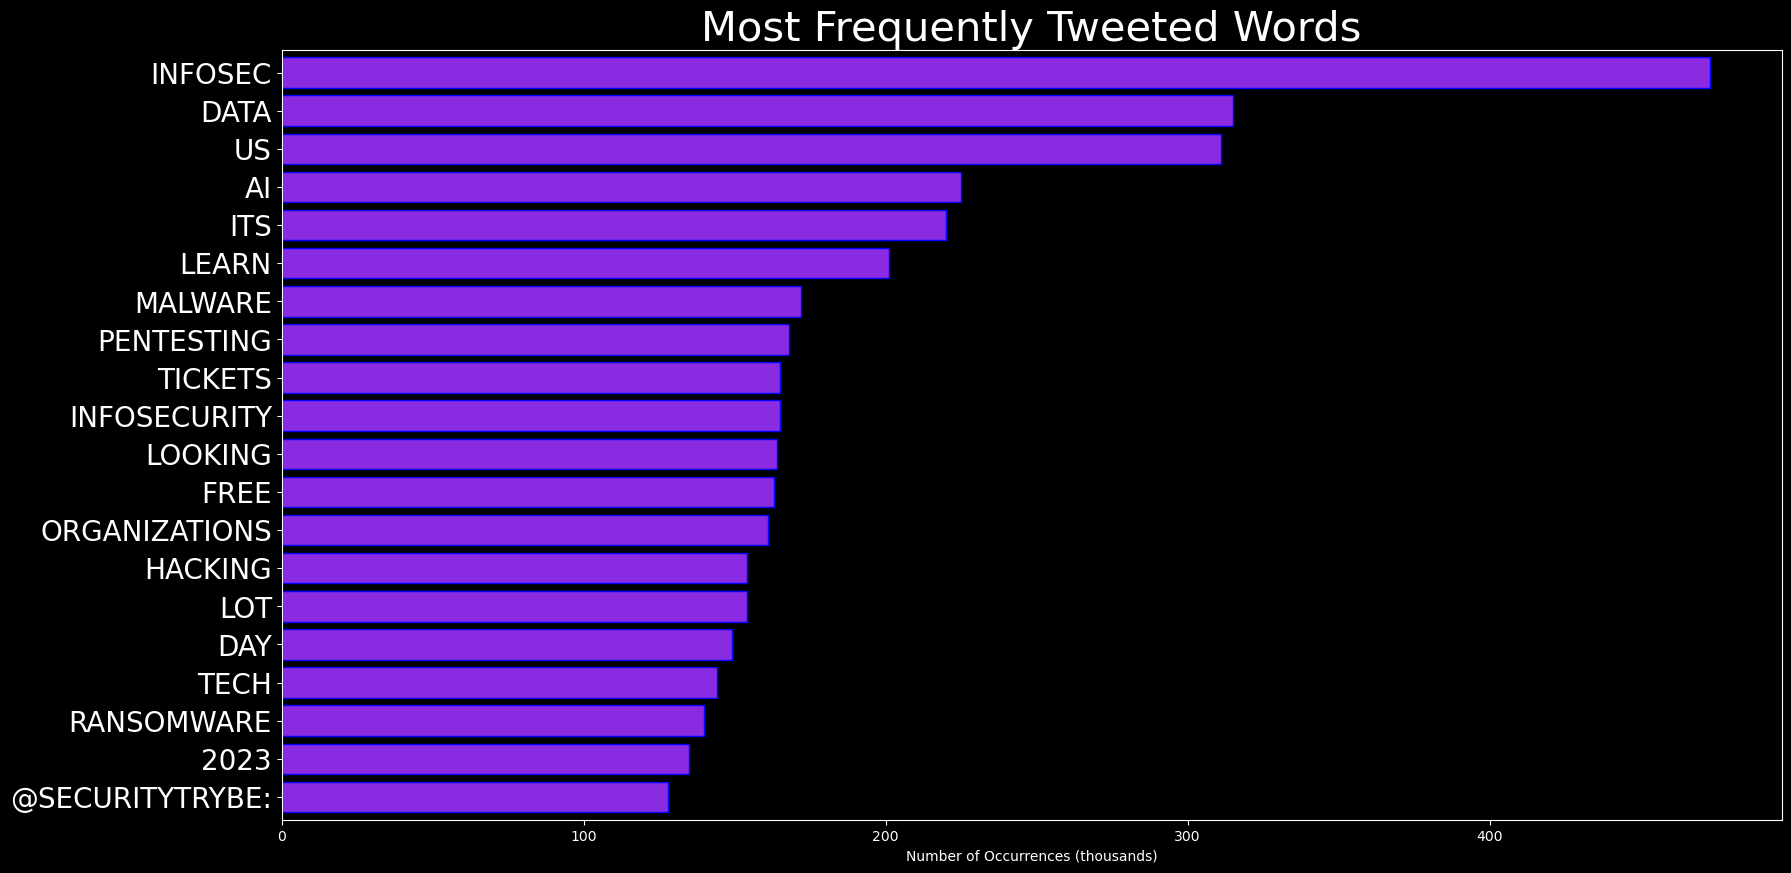 Most Frequently Tweeted Words
INFOSEC
DATA
US
AI
ITS
LEARN
MALWARE
PENTESTING
TICKETS
INFOSECURITY
LOOKING
FREE
ORGANIZATIONS
HACKING
LOT
DAY
TECH
RANSOMWARE
2023
@SECURITYTRYBE:
0 100 200 300 400
Number of Occurrences (thousands)